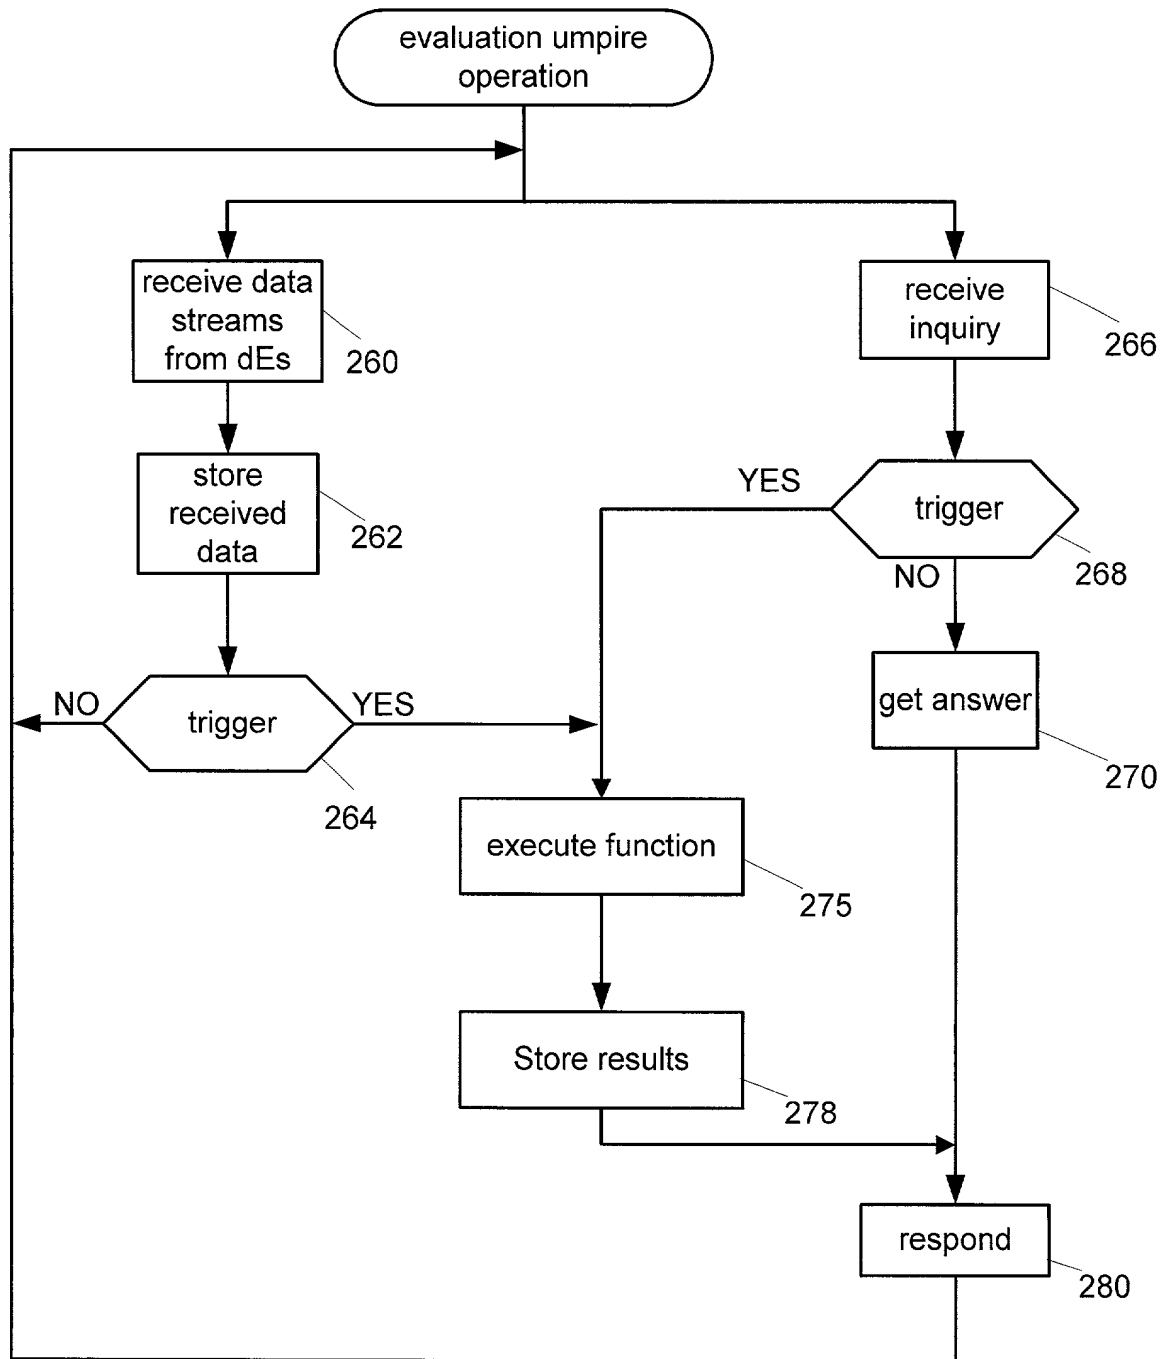 evaluation umpire
operation
receive data
streams
from dEs
260
receive
inquiry
266
store
received
data
262
YES
trigger
268
NO
NO
trigger
YES
264
get answer
270
execute function
275
Store results
278
respond
280